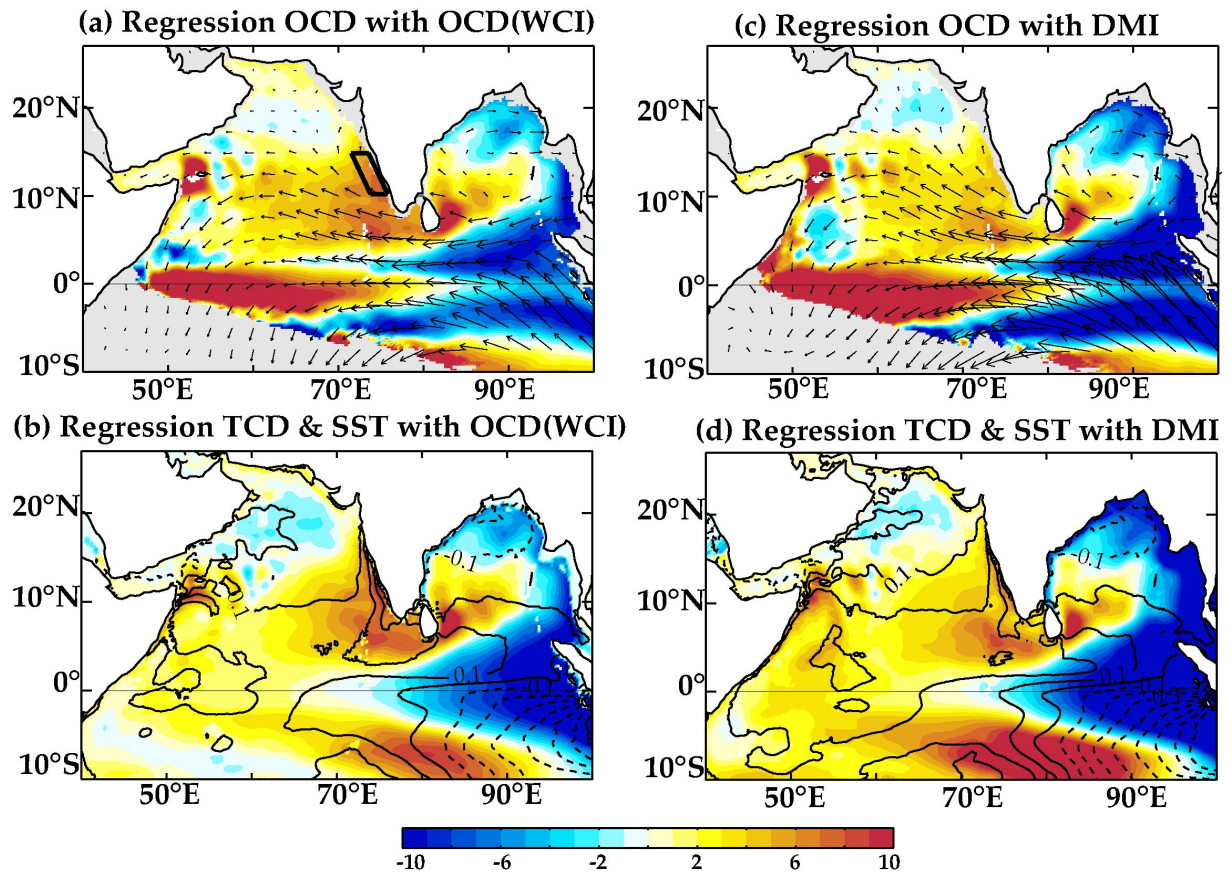 (a) Regression OCD with OCD(WCI)
20°N
10°N
0°
10°S
50°E 70°E 90°E
(c) Regression OCD with DMI
20°N
10°N
0°
10°S
50°E 70°E 90°E
(b) Regression TCD & SST with OCD(WCI)
20°N
-0.1
10°N
0.1
0°
10°S
50°E 70°E 90°E
(d) Regression TCD & SST with DMI
20°N
-0.1
0.1
10°N
0.1
0°
10°S
50°E 70°E 90°E
-10 -6 -2 2 6 10